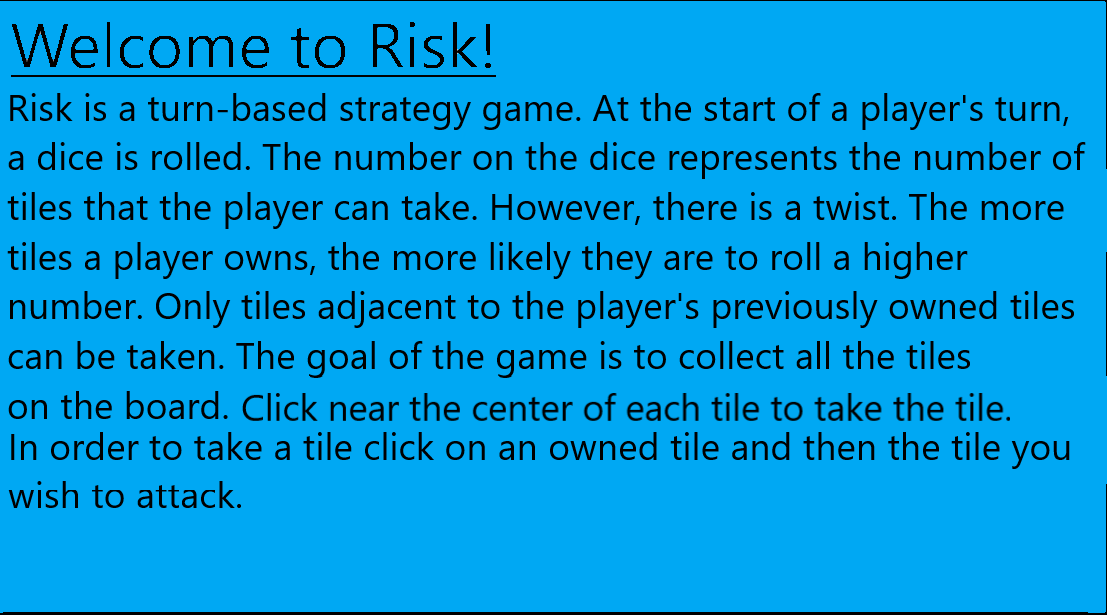 Welcome to Risk!
Risk is a turn-based strategy game. At the start of a player's turn,
a dice is rolled. The number on the dice represents the number of
tiles that the player can take. However, there is a twist. The more
tiles a player owns, the more likely they are to roll a higher
number. Only tiles adjacent to the player's previously owned tiles
can be taken. The goal of the game is to collect all the tiles
on the board. Click near the center of each tile to take the tile.
In order to take a tile click on an owned tile and then the tile you
wish to attack.